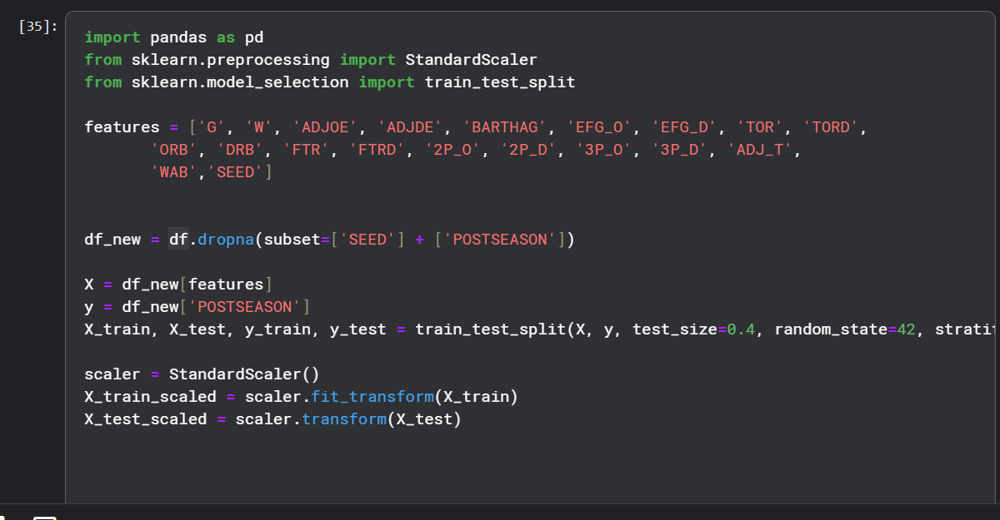 [35]:
import pandas as pd
from sklearn.preprocessing import StandardScaler
from sklearn.model_selection import train_test_split
features = ['G', 'W', 'ADJOE', 'ADJDE', 'BARTHAG', 'EFG_O', 'EFG_D', 'TOR', 'TORD',
'ORB', 'DRB', 'FTR', 'FTRD', '2P_O', '2P_D', '3P_O', '3P_D', 'ADJ_T',
'WAB','SEED']
df_new = df.dropna(subset=['SEED'] + ['POSTSEASON'])
X = df_new[features]
y = df_new['POSTSEASON']
X_train, X_test, y_train, y_test = train_test_split(X, y, test_size=0.4, random_state=42,
scaler = StandardScaler()
X_train_scaled = scaler.fit_transform(X_train)
X_test_scaled = scaler.transform(X_test)